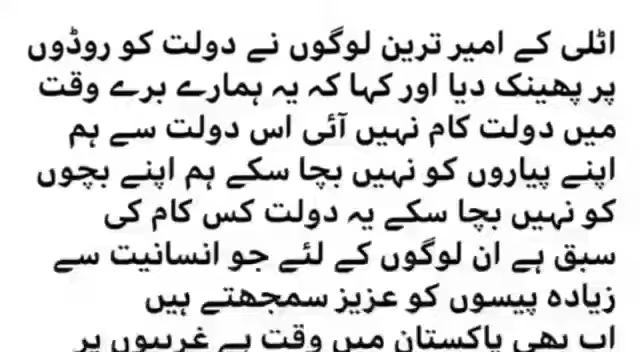 اٹلی کے امیر ترین لوگوں نے دولت کو روڈوں
پر پھینک دیا اور کہا کہ یہ ہمارے برے وقت
میں دولت کام نہیں آئی اس دولت سے ہم
اپنے پیاروں کو نہیں بچا سکے ہم اپنے بچوں
کو نہیں بچا سکے یہ دولت کس کام کی
سبق ہے ان لوگوں کے لئے جو انسانیت سے
زیادہ پیسوں کو عزیز سمجھتے ہیں
اب بھی پاکستان میں وقت ہے غریبوں پر